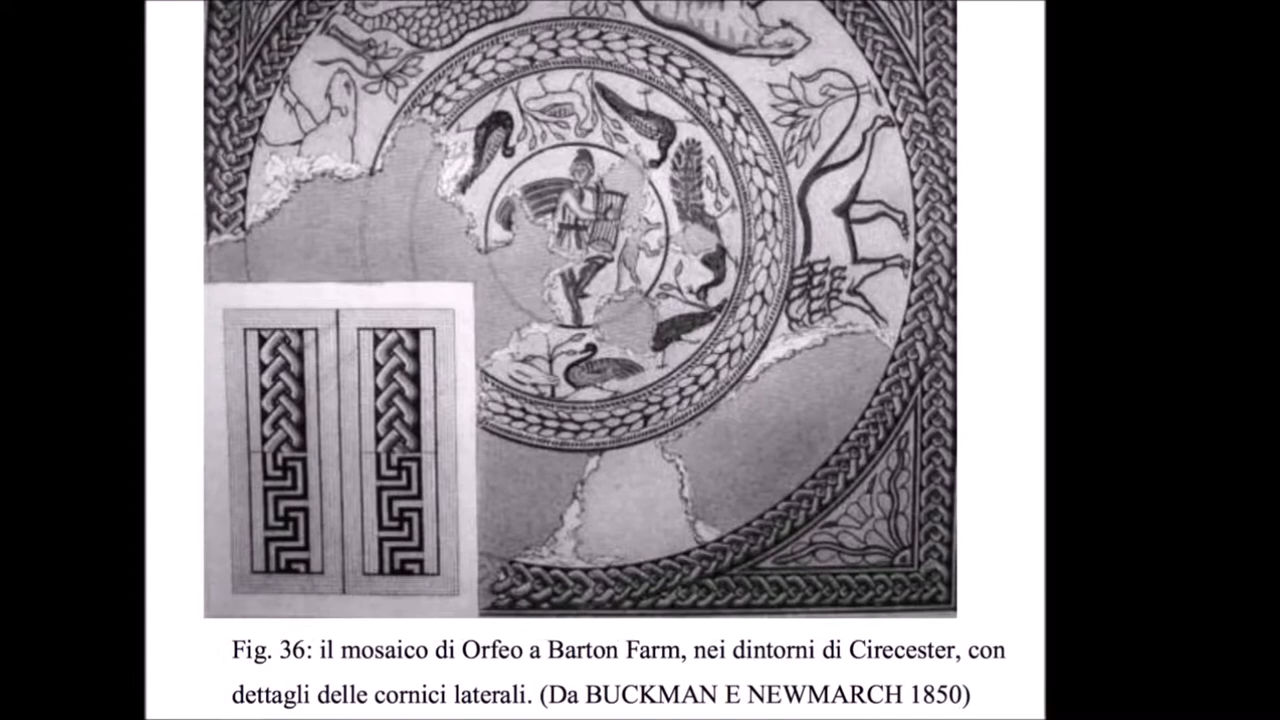 Fig. 36: il mosaico di Orfeo a Barton Farm, nei dintorni di Cirecester, con
dettagli delle cornici laterali. (Da BUCKMAN E NEWMARCH 1850)